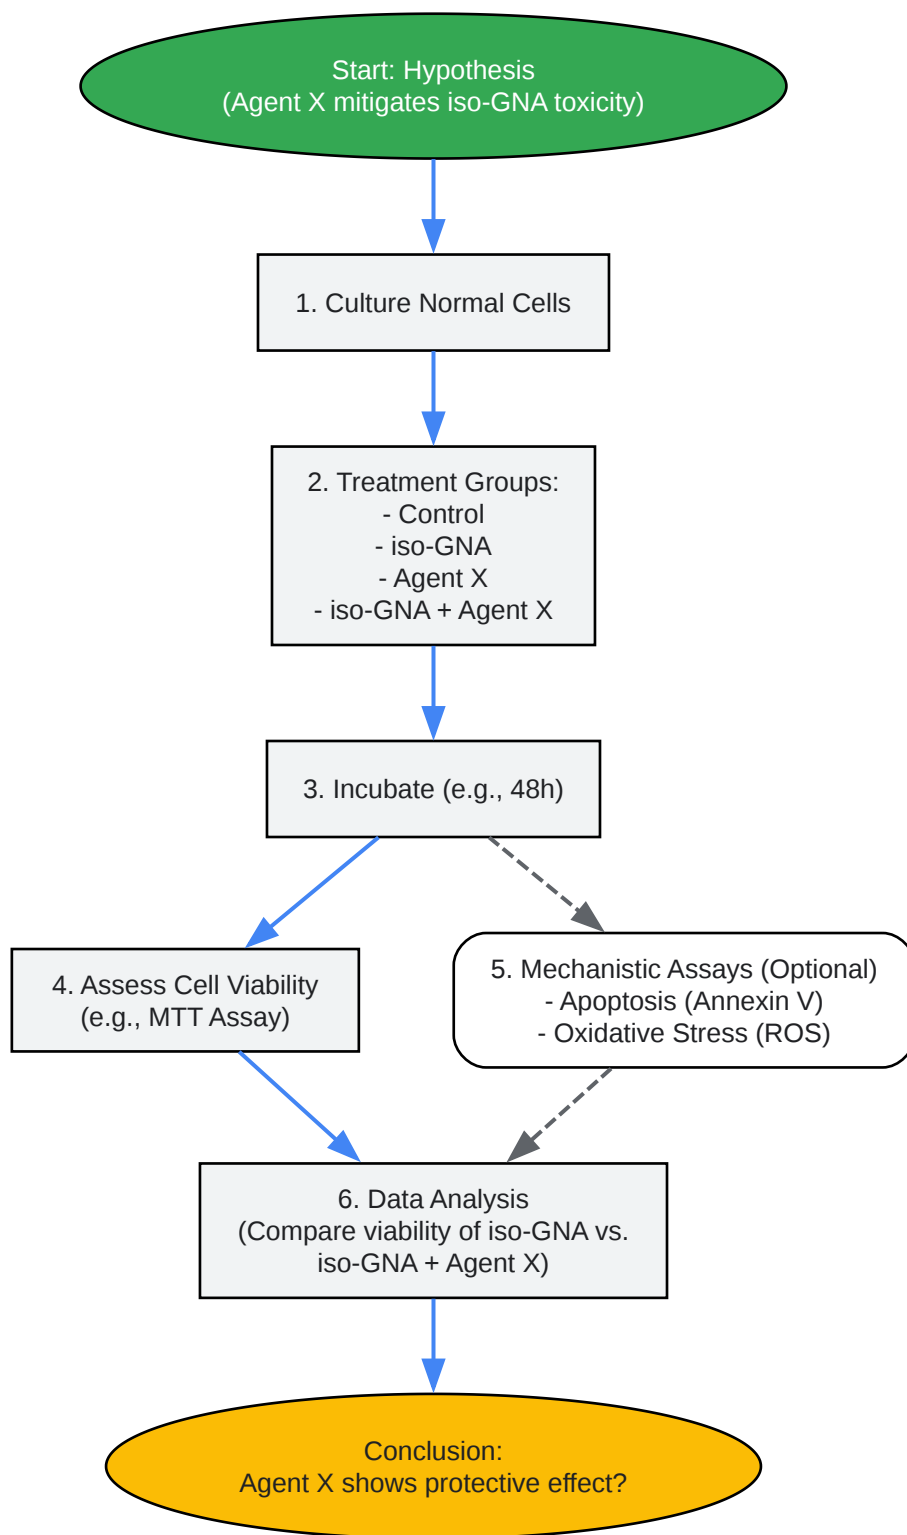 Start: Hypothesis
(Agent X mitigates iso-GNA toxicity)
1. Culture Normal Cells
2. Treatment Groups:
- Control
- iso-GNA
- Agent X
- iso-GNA + Agent X
3. Incubate (e.g., 48h)
4. Assess Cell Viability
(e.g., MTT Assay)
5. Mechanistic Assays (Optional)
- Apoptosis (Annexin V)
- Oxidative Stress (ROS)
6. Data Analysis
(Compare viability of iso-GNA vs.
iso-GNA + Agent X)
Conclusion:
Agent X shows protective effect?